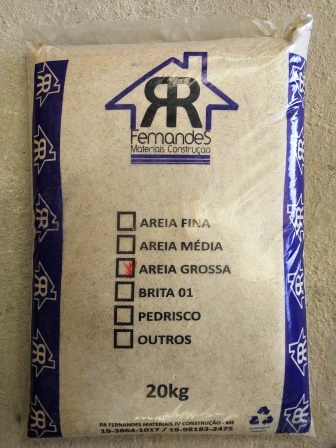 RR
Fernandes
Materiais Construção
AREIA FINA
AREIA MÉDIA
AREIA GROSSA
BRITA 01
PEDRISCO
OUTROS
20kg
RR FERNANDES MATERIAIS P/ CONSTRUÇÃO - ME
19-3864-1017 / 19-98183-2475